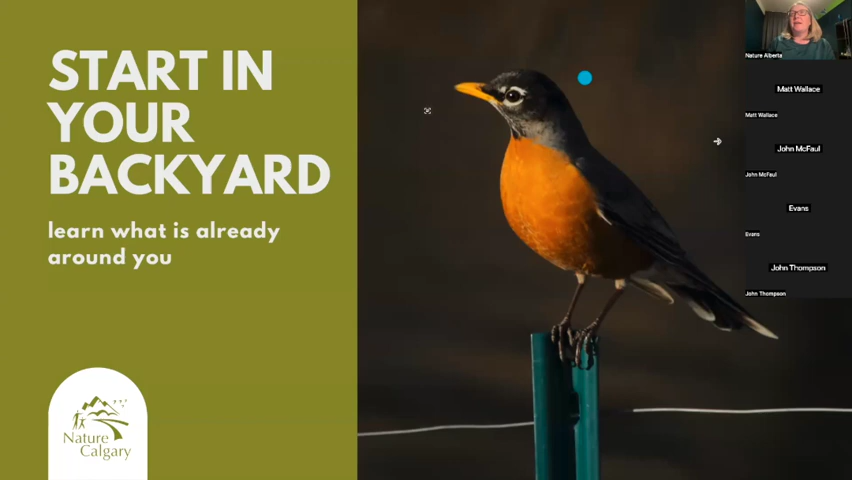 START IN
YOUR
BACKYARD
learn what is already
around you
Nature
Calgary
Nature Alberta
Matt Wallace
Matt Wallace
John McFaul
John McFaul
Evans
Evans
John Thompson
John Thompson